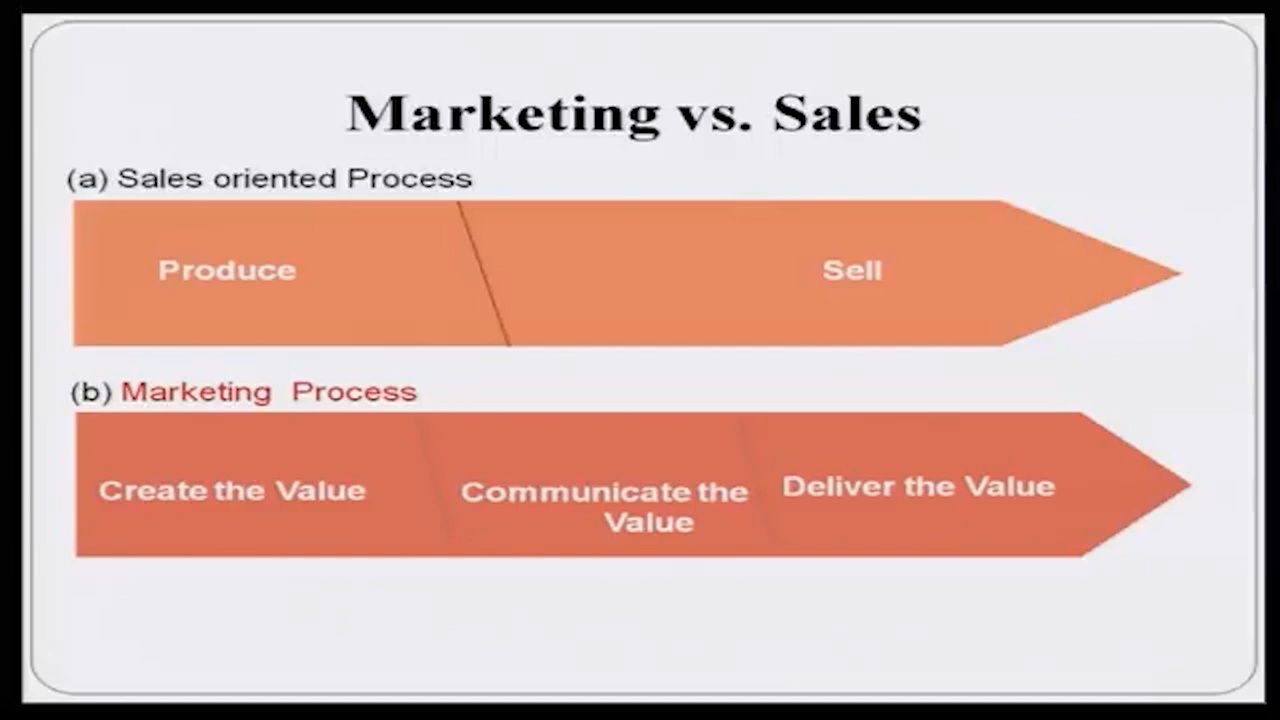 Marketing vs. Sales
(a) Sales oriented Process
Produce
Sell
(b) Marketing Process
Create the Value
Communicate the
Value
Deliver the Value